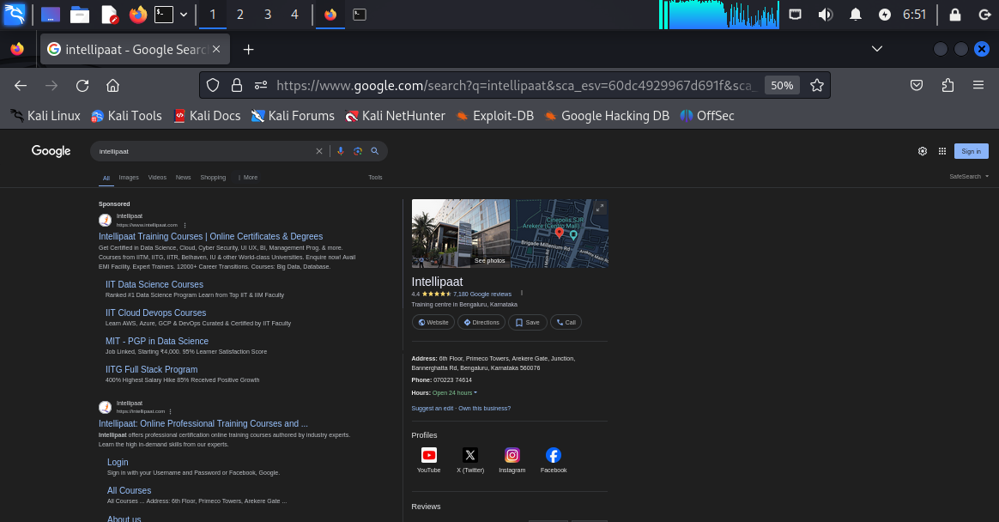 1 2 3 4
6:51
intellipaat - Google Searc
https://www.google.com/search?q=intellipaat&sca_esv=60dc4929967d691f&sca_
50%
Kali Linux Kali Tools Kali Docs Kali Forums Kali NetHunter Exploit-DB Google Hacking DB OffSec
Google
intellipaat
Sign in
All Images Videos News Shopping More Tools
SafeSearch
Sponsored
Intellipaat
https://www.intellipaat.com
Intellipaat Training Courses | Online Certificates & Degrees
Get Certified in Data Science, Cloud, Cyber Security, UI UX, BI, Management Prog. & more.
Courses from IITM, IITG, IITR, Belhaven, IU & other World-class Universities. Enquire now! Avail
EMI Facility. Expert Trainers. 12000+ Career Transitions. Courses: Big Data, Database.
IIT Data Science Courses
Ranked #1 Data Science Program Learn from Top IIT & IIM Faculty
IIT Cloud Devops Courses
Learn AWS, Azure, GCP & DevOps Curated & Certified by IIT Faculty
MIT - PGP in Data Science
Job Linked, Starting ₹4,000. 95% Learner Satisfaction Score
IITG Full Stack Program
400% Highest Salary Hike 85% Received Positive Growth
Intellipaat
https://intellipaat.com
Intellipaat: Online Professional Training Courses and ...
Intellipaat offers professional certification online training courses authored by industry experts.
Learn the high in-demand skills from our experts.
Login
Sign in with your Username and Password or Facebook, Google.
All Courses
All Courses ... Address: 6th Floor, Primeco Towers, Arekere Gate ...
About us
See photos
Cinepolis SJR
Arekere (Centro Mall)
Brigade Millenium Rd
Arekere Main R
11 Main
Intellipaat
4.4 7,180 Google reviews
Training centre in Bengaluru, Karnataka
Website Directions Save Call
Address: 6th Floor, Primeco Towers, Arekere Gate, Junction,
Bannerghatta Rd, Bengaluru, Karnataka 560076
Phone: 070223 74614
Hours: Open 24 hours
Suggest an edit · Own this business?
Profiles
YouTube X (Twitter) Instagram Facebook
Reviews